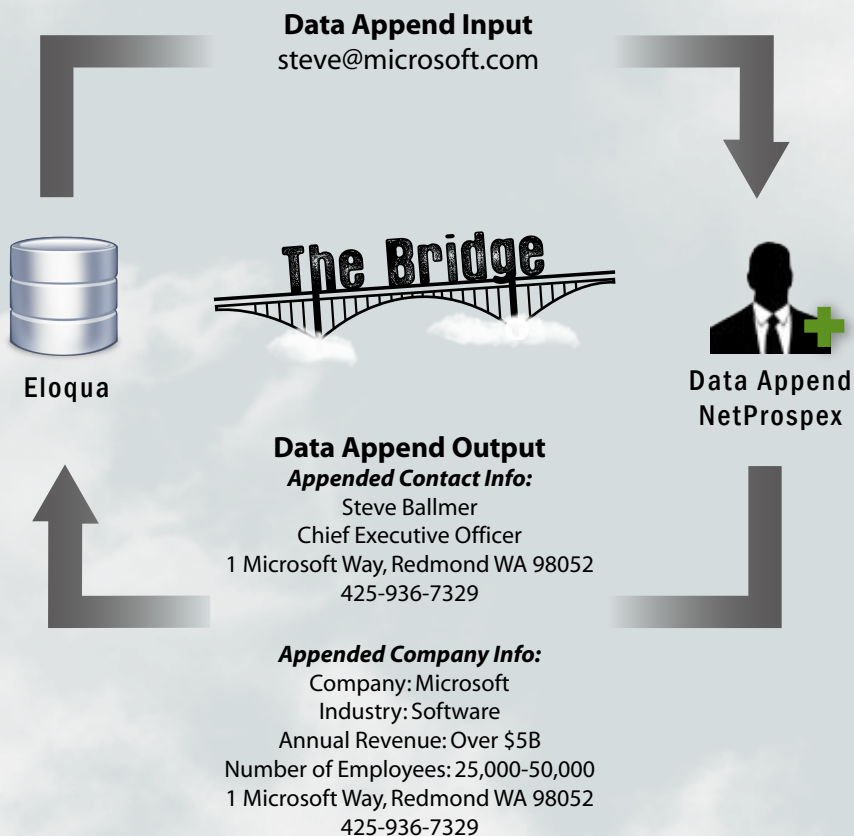 Data Append Input
steve@microsoft.com
The Bridge
Eloqua
Data Append
NetProspex
Data Append Output
Appended Contact Info:
Steve Ballmer
Chief Executive Officer
1 Microsoft Way, Redmond WA 98052
425-936-7329
Appended Company Info:
Company: Microsoft
Industry: Software
Annual Revenue: Over $5B
Number of Employees: 25,000-50,000
1 Microsoft Way, Redmond WA 98052
425-936-7329